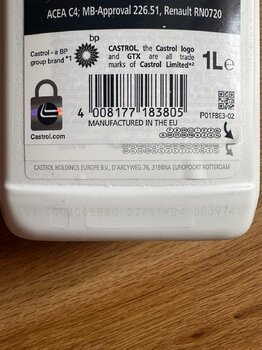 ACEA C4; MB-Approval 226.51, Renault RN0720
bp
Castrol - a BP group brand*1
CASTROL, the Castrol logo and GTX are all trade marks of Castrol Limited*2
1L e
4 008177 183805
MANUFACTURED IN THE EU
P01FBE3-02
Castrol.com
CASTROL HOLDINGS EUROPE B.V., D'ARCYWEG 76, 3198NA EUROPOORT ROTTERDAM